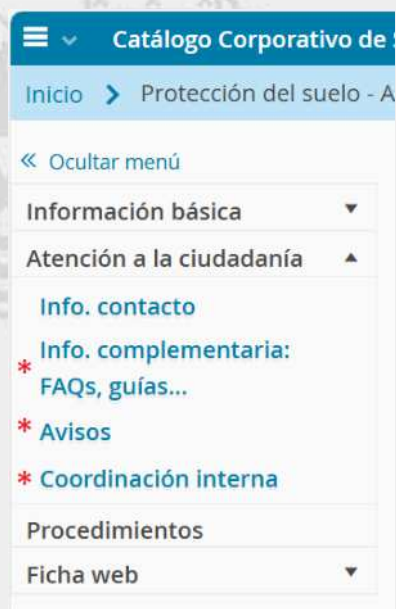 Catálogo Corporativo de
Inicio > Protección del suelo - A
« Ocultar menú
Información básica
Atención a la ciudadanía
Info. contacto
* Info. complementaria:
FAQs, guías...
* Avisos
* Coordinación interna
Procedimientos
Ficha web